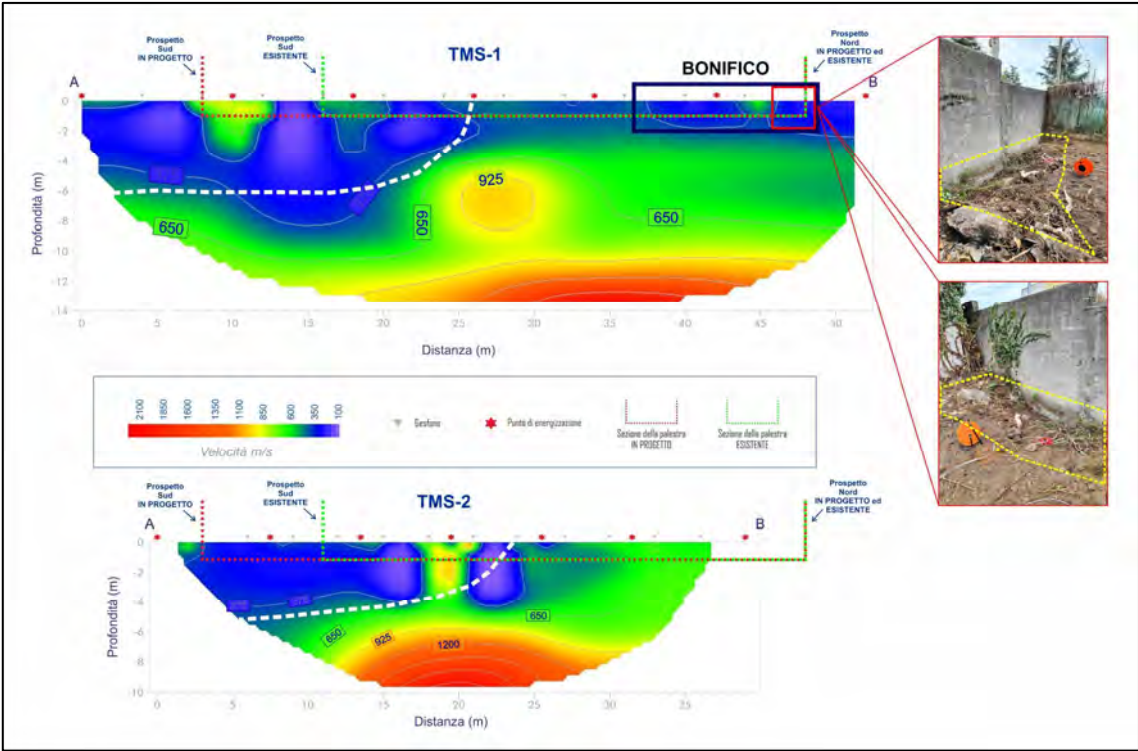 Prospetto
Sud
IN PROGETTO
Prospetto
Sud
ESISTENTE
TMS-1
Prospetto
Nord
IN PROGETTO ed
ESISTENTE
BONIFICO
A
B
0
-2
-4
-6
-8
-10
-12
-14
Profondità (m)
925
650
650
650
0
5
10
15
20
25
30
35
40
45
Distanza (m)
2100
1850
1600
1350
1100
850
600
350
100
Velocità m/s
Geofono
Punto di energizzazione
Sezione della palestra
IN PROGETTO
Sezione della palestra
ESISTENTE
Prospetto
Sud
IN PROGETTO
Prospetto
Sud
ESISTENTE
TMS-2
Prospetto
Nord
IN PROGETTO ed
ESISTENTE
A
B
0
-2
-4
-6
-8
-10
Profondità (m)
650
925
1200
650
0
5
10
15
20
25
30
35
Distanza (m)